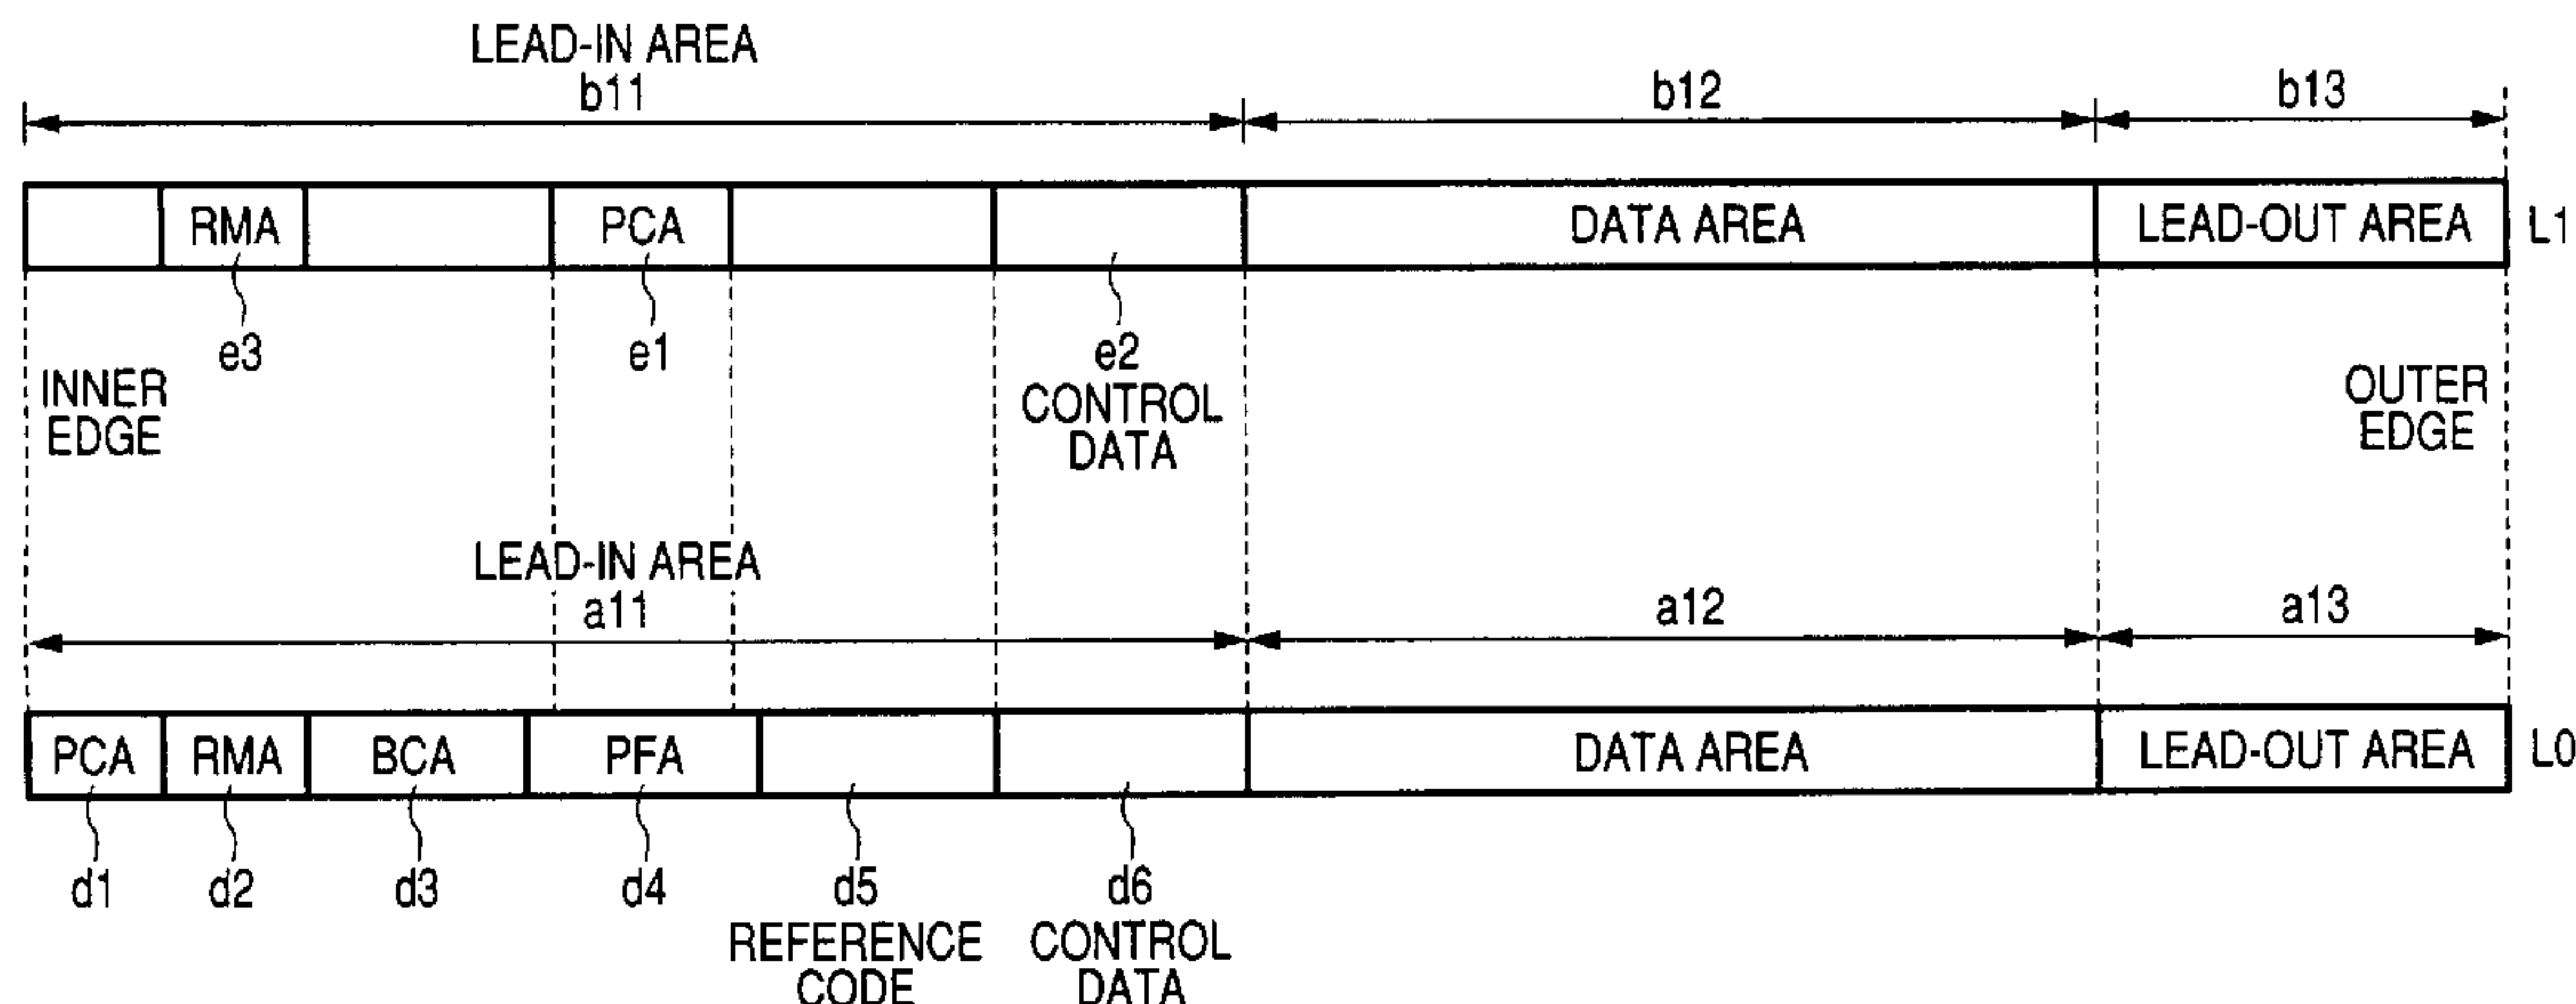 LEAD-IN AREA
b11
b12
b13
RMA
PCA
DATA AREA
LEAD-OUT AREA
L1
e3
e1
e2
CONTROL
DATA
INNER
EDGE
OUTER
EDGE
LEAD-IN AREA
a11
a12
a13
PCA
RMA
BCA
PFA
DATA AREA
LEAD-OUT AREA
L0
d1
d2
d3
d4
d5
REFERENCE
CODE
d6
CONTROL
DATA